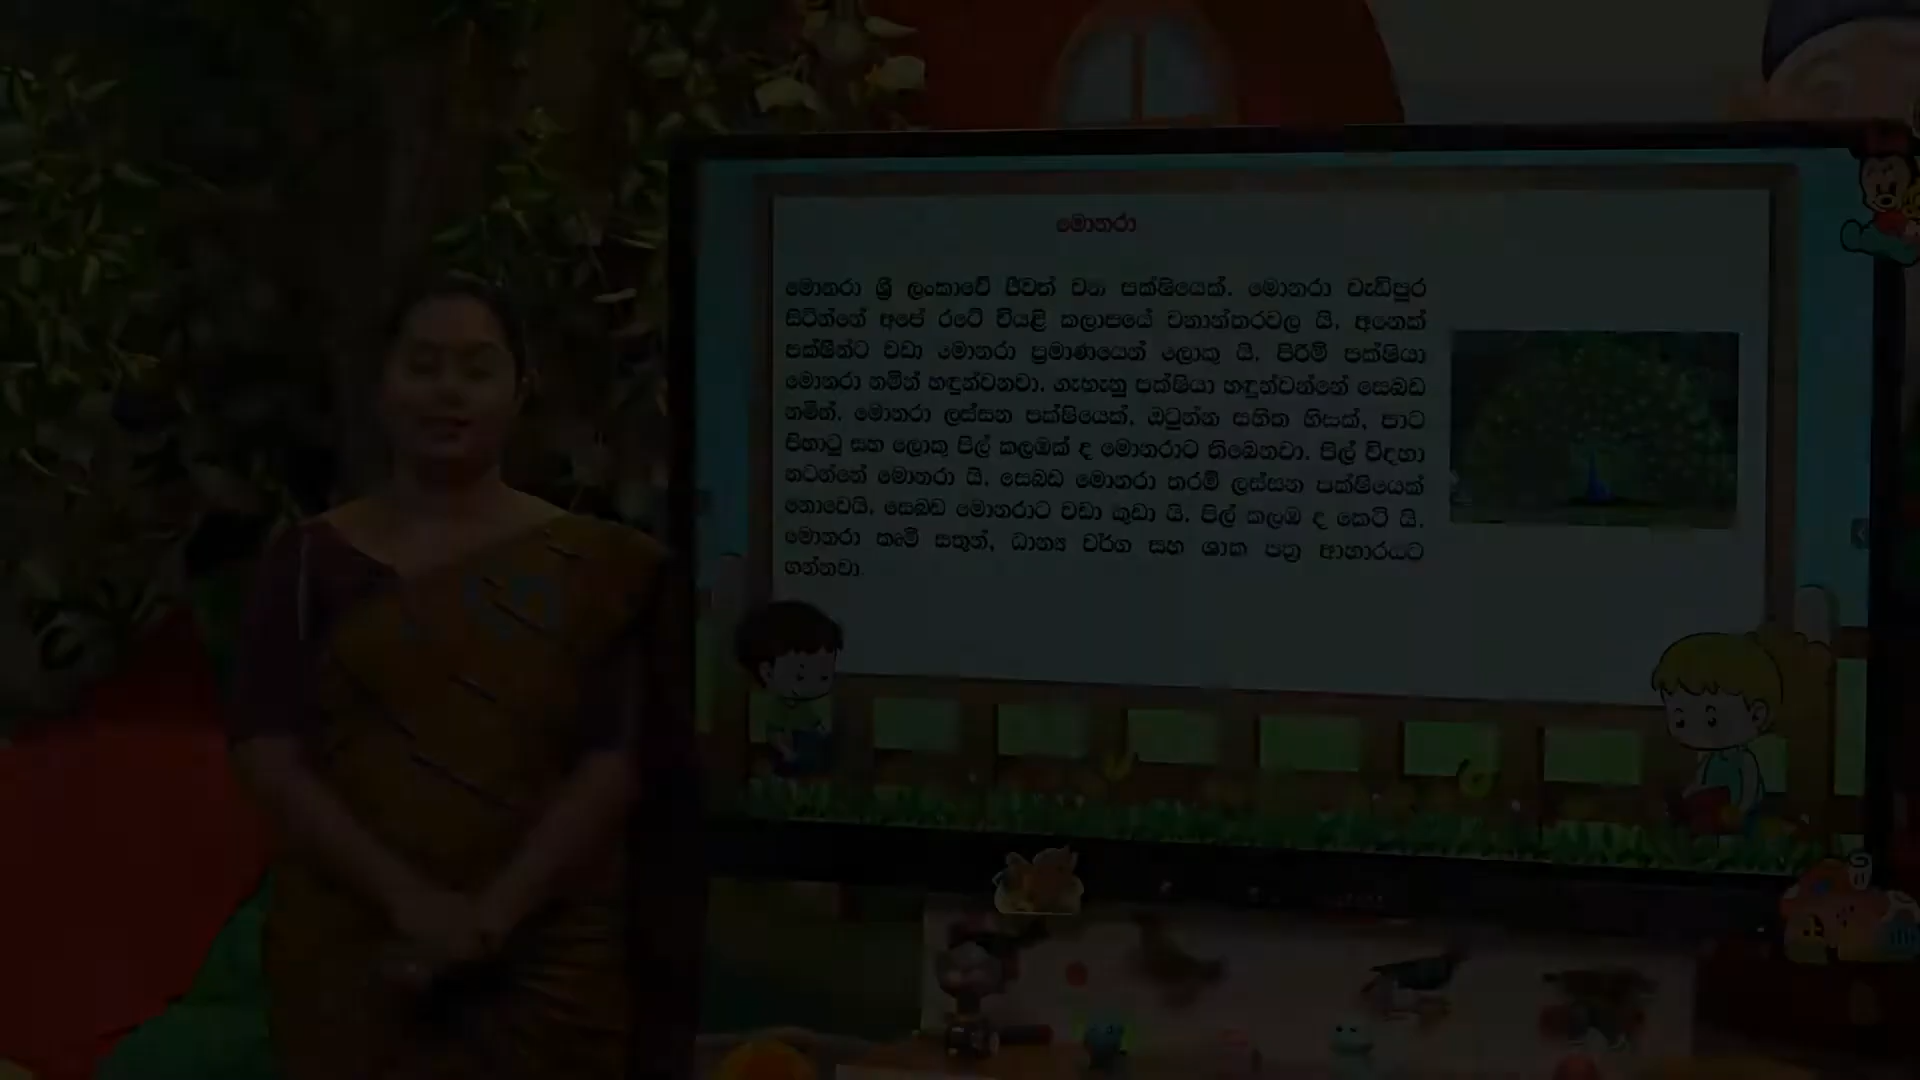 මොනරා
මොනරා ශ්‍රී ලංකාවේ ජීවත් වන පක්ෂියෙක්. මොනරා වැඩිපුර
සිටින්නේ අපේ රටේ වියළි කලාපයේ වනාන්තරවල යි. අනෙක්
පක්ෂීන්ට වඩා මොනරා ප්‍රමාණයෙන් ලොකු යි. පිරිමි පක්ෂියා
මොනරා නමින් හඳුන්වනවා. ගැහැනු පක්ෂියා හඳුන්වන්නේ සෙබඩ
නමින්. මොනරා ලස්සන පක්ෂියෙක්. ඔටුන්න සහිත හිසක්, පාට
පිහාටු සහ ලොකු පිල් කලඹක් ද මොනරාට තිබෙනවා. පිල් විදහා
නටන්නේ මොනරා යි. සෙබඩ මොනරා තරම් ලස්සන පක්ෂියෙක්
නොවෙයි. සෙබඩ මොනරාට වඩා කුඩා යි. පිල් කලඹ ද කෙටි යි.
මොනරා කෘමි සතුන්, ධාන්‍ය වර්ග සහ ශාක පත්‍ර ආහාරයට
ගන්නවා.